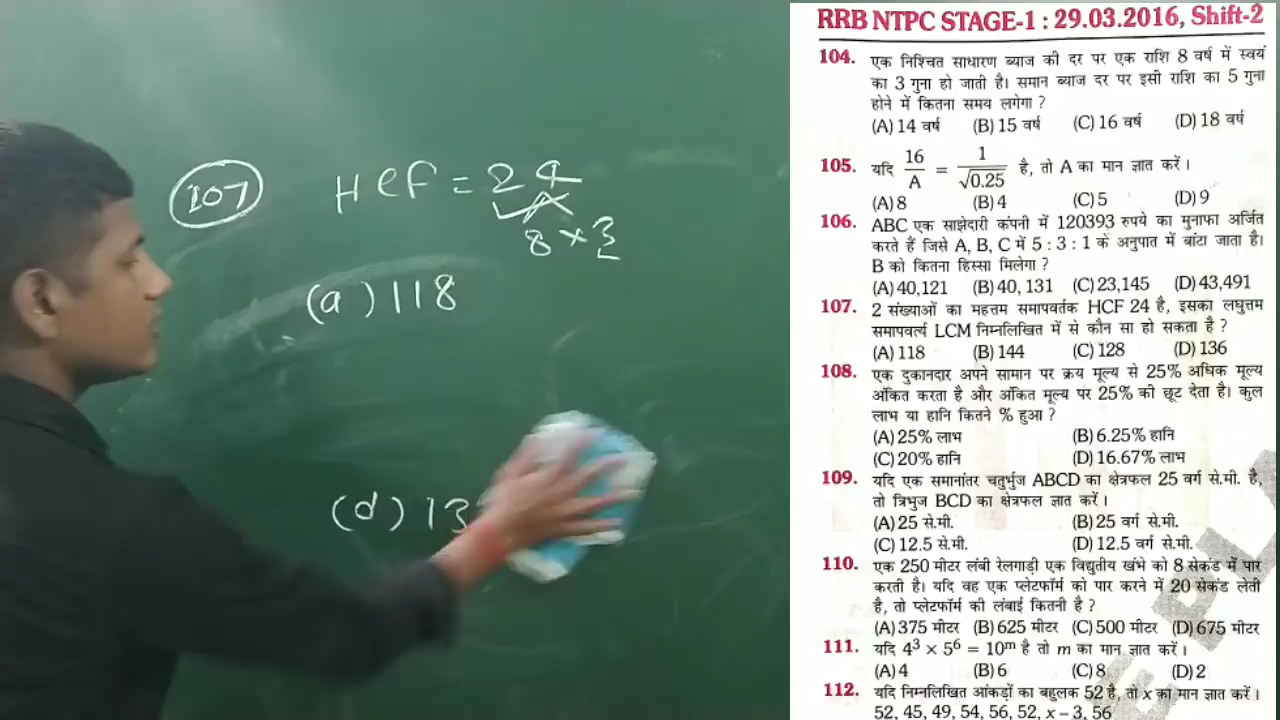 107
HCF = 24
8 × 3
(a) 118
(d) 13
RRB NTPC STAGE-1 : 29.03.2016, Shift-2
104. एक निश्चित साधारण ब्याज की दर पर एक राशि 8 वर्ष में स्वयं
का 3 गुना हो जाती है। समान ब्याज दर पर इसी राशि का 5 गुना
होने में कितना समय लगेगा ?
(A) 14 वर्ष (B) 15 वर्ष (C) 16 वर्ष (D) 18 वर्ष
105. यदि 16/A = 1/√0.25 है, तो A का मान ज्ञात करें।
(A) 8 (B) 4 (C) 5 (D) 9
106. ABC एक साझेदारी कंपनी में 120393 रुपये का मुनाफा अर्जित
करते हैं जिसे A, B, C में 5 : 3 : 1 के अनुपात में बांटा जाता है।
B को कितना हिस्सा मिलेगा ?
(A) 40,121 (B) 40, 131 (C) 23,145 (D) 43,491
107. 2 संख्याओं का महत्तम समापवर्तक HCF 24 है, इसका लघुत्तम
समापवर्त्य LCM निम्नलिखित में से कौन सा हो सकता है ?
(A) 118 (B) 144 (C) 128 (D) 136
108. एक दुकानदार अपने सामान पर क्रय मूल्य से 25% अधिक मूल्य
अंकित करता है और अंकित मूल्य पर 25% की छूट देता है। कुल
लाभ या हानि कितने % हुआ ?
(A) 25% लाभ (B) 6.25% हानि
(C) 20% हानि (D) 16.67% लाभ
109. यदि एक समानांतर चतुर्भुज ABCD का क्षेत्रफल 25 वर्ग से.मी. है,
तो त्रिभुज BCD का क्षेत्रफल ज्ञात करें।
(A) 25 से.मी. (B) 25 वर्ग से.मी.
(C) 12.5 से.मी. (D) 12.5 वर्ग से.मी.
110. एक 250 मीटर लंबी रेलगाड़ी एक विद्युतीय खंभे को 8 सेकंड में पार
करती है। यदि वह एक प्लेटफॉर्म को पार करने में 20 सेकंड लेती
है, तो प्लेटफॉर्म की लंबाई कितनी है ?
(A) 375 मीटर (B) 625 मीटर (C) 500 मीटर (D) 675 मीटर
111. यदि 4³ × 5⁶ = 10ᵐ है तो m का मान ज्ञात करें।
(A) 4 (B) 6 (C) 8 (D) 2
112. यदि निम्नलिखित आंकड़ों का बहुलक 52 है, तो x का मान ज्ञात करें।
52, 45, 49, 54, 56, 52, x – 3, 56